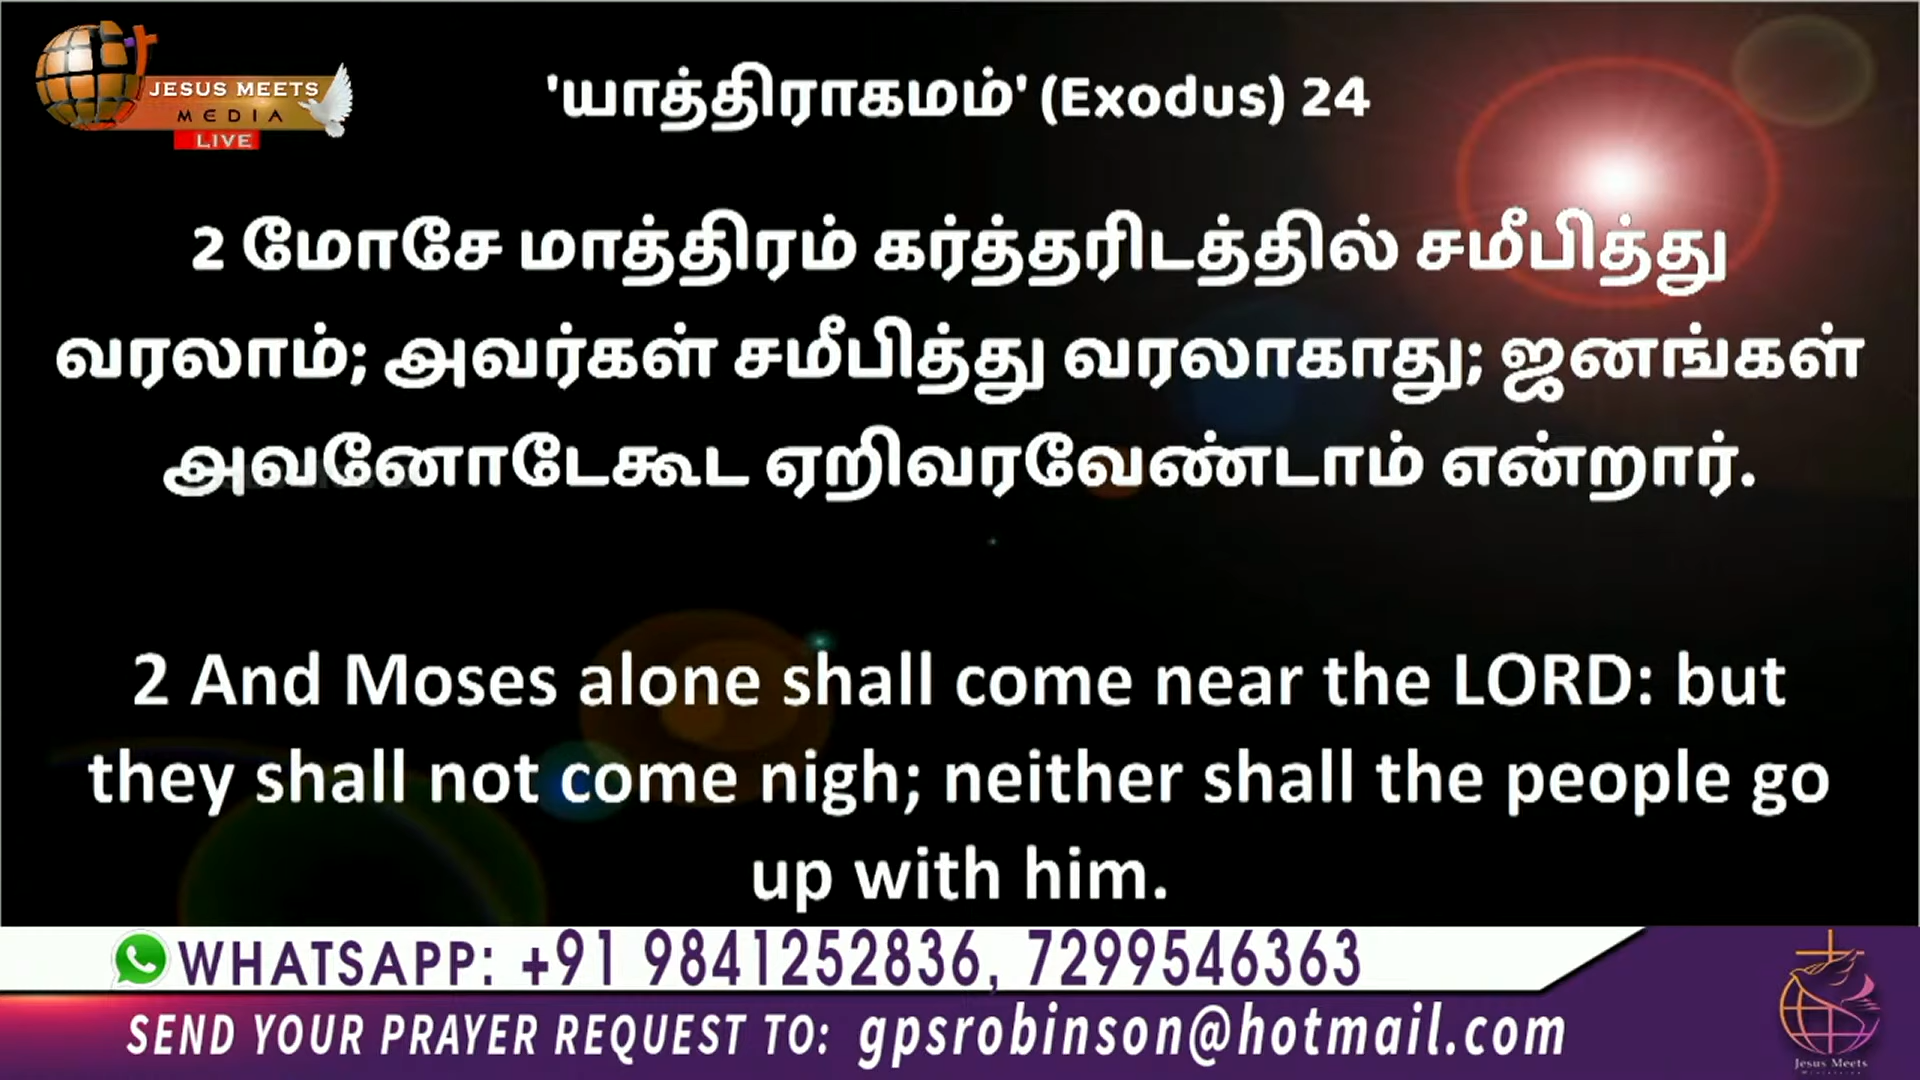 JESUS MEETS
MEDIA
LIVE
'யாத்திராகமம்' (Exodus) 24
2 மோசே மாத்திரம் கர்த்தரிடத்தில் சமீபித்து
வரலாம்; அவர்கள் சமீபித்து வரலாகாது; ஜனங்கள்
அவனோடேகூட ஏறிவரவேண்டாம் என்றார்.
2 And Moses alone shall come near the LORD: but
they shall not come nigh; neither shall the people go
up with him.
WHATSAPP: +91 9841252836, 7299546363
SEND YOUR PRAYER REQUEST TO: gpsrobinson@hotmail.com
Jesus Meets